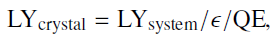 LY_crystal = LY_system/ϵ/QE,